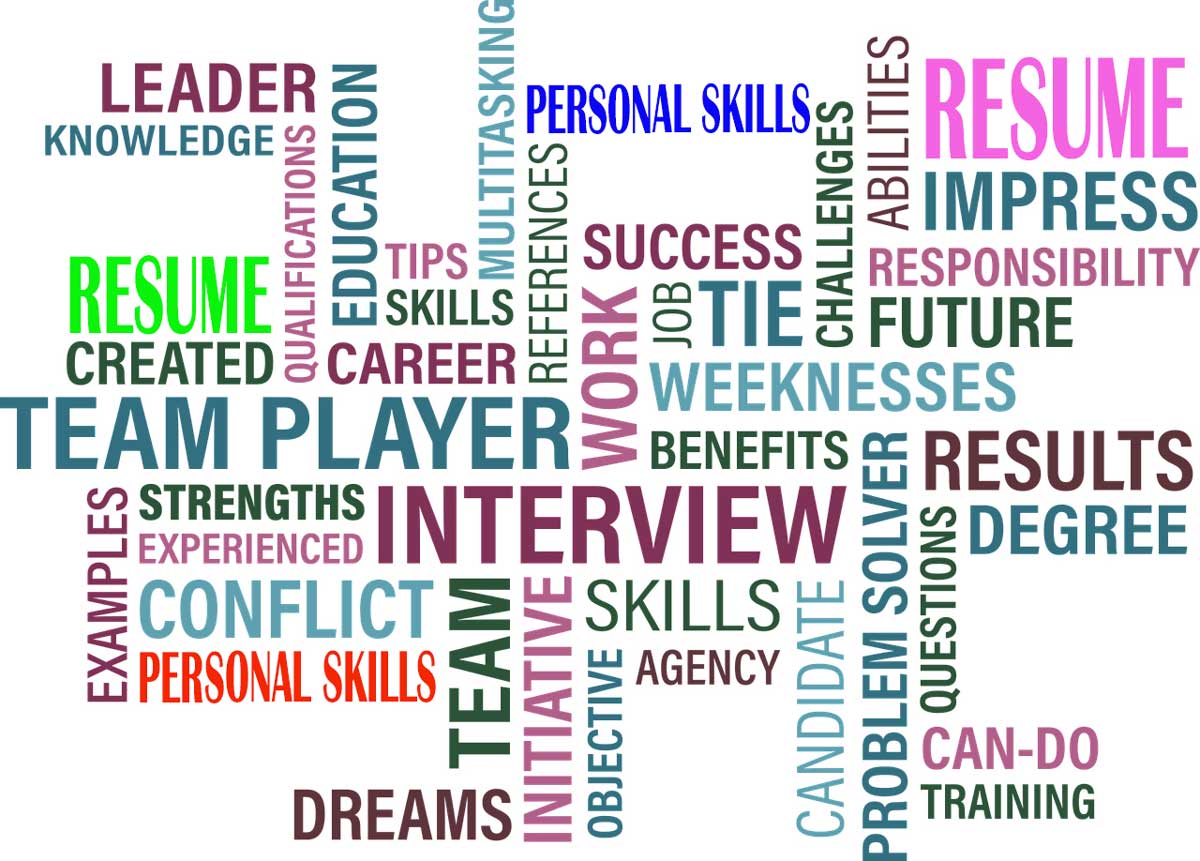 LEADER
KNOWLEDGE
QUALIFICATIONS
EDUCATION
MULTITASKING
PERSONAL SKILLS
REFERENCES
CHALLENGES
ABILITIES
RESUME
IMPRESS
RESPONSIBILITY
FUTURE
SUCCESS
JOB
TIE
WORK
TIPS
SKILLS
CAREER
RESUME
CREATED
TEAM PLAYER
WEEKNESSES
BENEFITS
RESULTS
DEGREE
QUESTIONS
PROBLEM SOLVER
EXAMPLES
STRENGTHS
EXPERIENCED
INTERVIEW
CONFLICT
PERSONAL SKILLS
TEAM
INITIATIVE
SKILLS
AGENCY
OBJECTIVE
CANDIDATE
CAN-DO
TRAINING
DREAMS